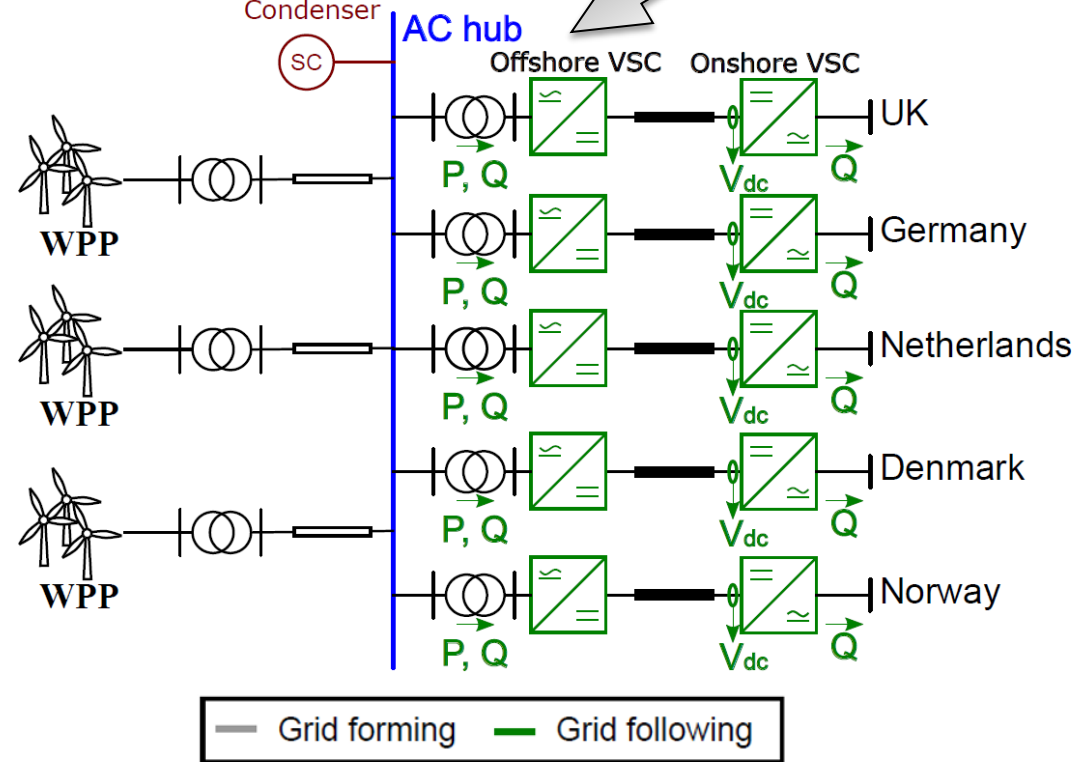 Condenser
SC
AC hub
Offshore VSC Onshore VSC
UK
P, Q
Vdc
Q
WPP
Germany
P, Q
Vdc
Q
Netherlands
P, Q
Vdc
Q
WPP
Denmark
P, Q
Vdc
Q
Norway
P, Q
Vdc
Q
WPP
Grid forming Grid following